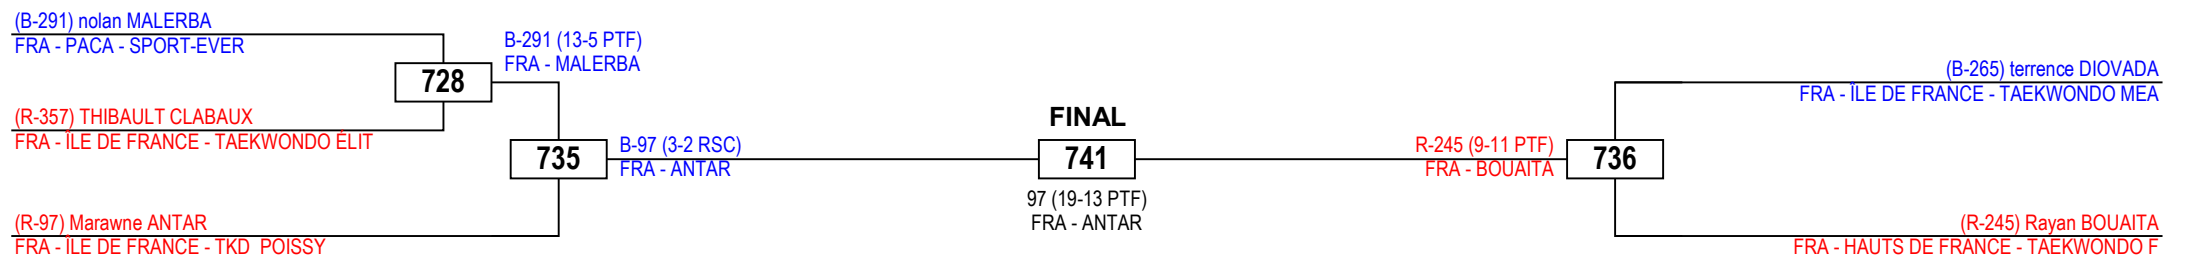 (B-291) nolan MALERBA
FRA - PACA - SPORT-EVER
B-291 (13-5 PTF)
FRA - MALERBA
728
(R-357) THIBAULT CLABAUX
FRA - ÎLE DE FRANCE - TAEKWONDO ÉLIT
735
B-97 (3-2 RSC)
FRA - ANTAR
(R-97) Marawne ANTAR
FRA - ÎLE DE FRANCE - TKD  POISSY
FINAL
741
97 (19-13 PTF)
FRA - ANTAR
R-245 (9-11 PTF)
FRA - BOUAITA
736
(B-265) terrence DIOVADA
FRA - ÎLE DE FRANCE - TAEKWONDO MEA
(R-245) Rayan BOUAITA
FRA - HAUTS DE FRANCE - TAEKWONDO F